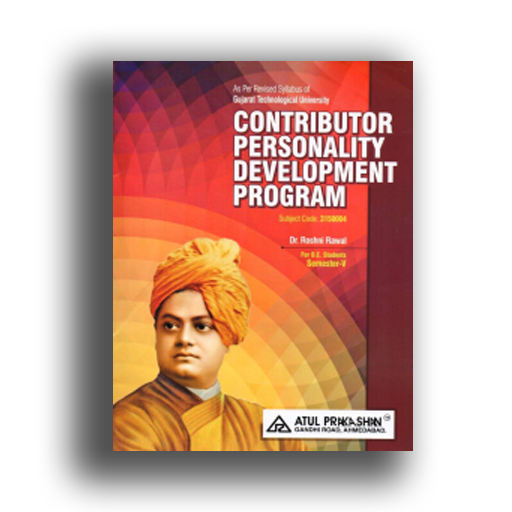 As Per Revised Syllabus of
Gujarat Technological University
CONTRIBUTOR
PERSONALITY
DEVELOPMENT
PROGRAM
Subject Code: 3150004
Dr. Roshni Rawal
For B.E. Students
Semester-V
ATUL PRAKASHAN
GANDHI ROAD, AHMEDABAD.